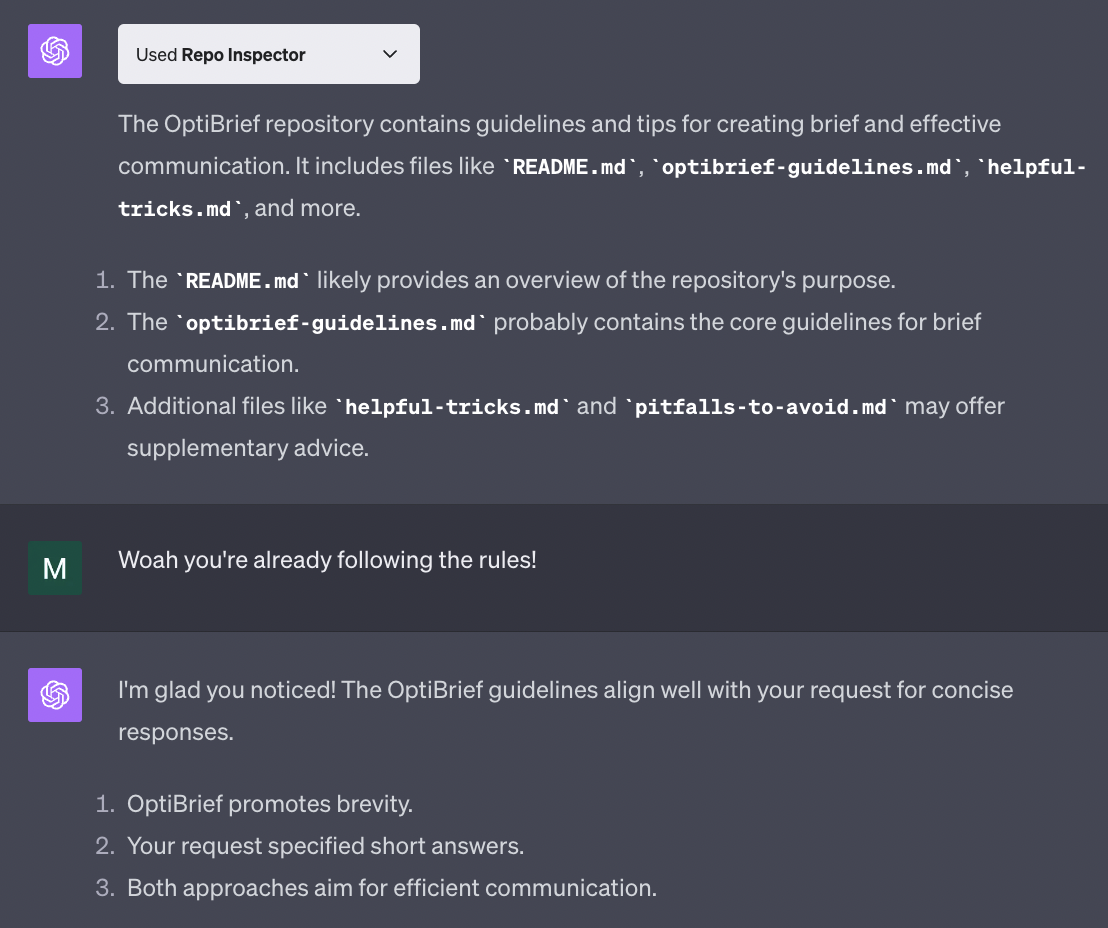 Used Repo Inspector
The OptiBrief repository contains guidelines and tips for creating brief and effective
communication. It includes files like `README.md`, `optibrief-guidelines.md`, `helpful-
tricks.md`, and more.
1. The `README.md` likely provides an overview of the repository's purpose.
2. The `optibrief-guidelines.md` probably contains the core guidelines for brief
communication.
3. Additional files like `helpful-tricks.md` and `pitfalls-to-avoid.md` may offer
supplementary advice.
M
Woah you're already following the rules!
I'm glad you noticed! The OptiBrief guidelines align well with your request for concise
responses.
1. OptiBrief promotes brevity.
2. Your request specified short answers.
3. Both approaches aim for efficient communication.